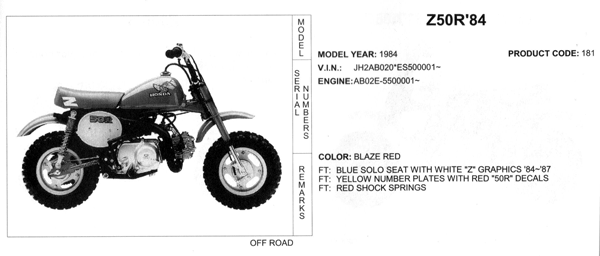 Z50R'84
MODEL
SERIAL NUMBERS
REMARKS
MODEL YEAR: 1984
PRODUCT CODE: 181
V.I.N.: JH2AB020*ES500001~
ENGINE:AB02E-5500001~
HONDA
Z
COLOR: BLAZE RED
FT: BLUE SOLO SEAT WITH WHITE "Z" GRAPHICS '84~'87
FT: YELLOW NUMBER PLATES WITH RED "50R" DECALS
FT: RED SHOCK SPRINGS
OFF ROAD